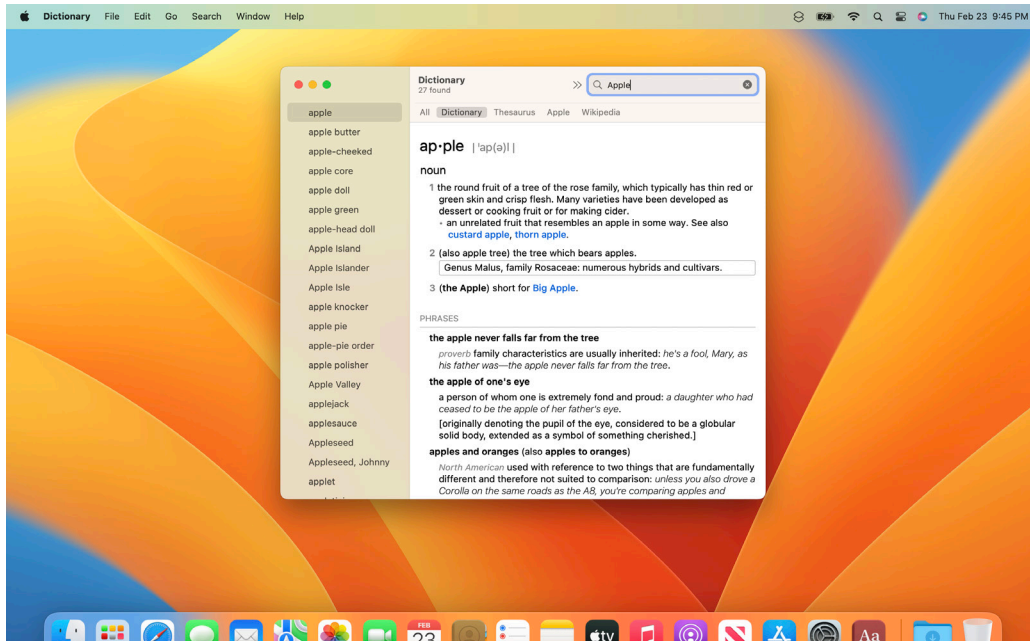 Dictionary File Edit Go Search Window Help
Thu Feb 23 9:45 PM
Dictionary
27 found
Apple
All Dictionary Thesaurus Apple Wikipedia
apple
apple butter
apple-cheeked
apple core
apple doll
apple green
apple-head doll
Apple Island
Apple Islander
Apple Isle
apple knocker
apple pie
apple-pie order
apple polisher
Apple Valley
applejack
applesauce
Appleseed
Appleseed, Johnny
applet
ap·ple | ˈap(ə)l |
noun
1 the round fruit of a tree of the rose family, which typically has thin red or
green skin and crisp flesh. Many varieties have been developed as
dessert or cooking fruit or for making cider.
• an unrelated fruit that resembles an apple in some way. See also
custard apple, thorn apple.
2 (also apple tree) the tree which bears apples.
Genus Malus, family Rosaceae: numerous hybrids and cultivars.
3 (the Apple) short for Big Apple.
PHRASES
the apple never falls far from the tree
proverb family characteristics are usually inherited: he's a fool, Mary, as
his father was—the apple never falls far from the tree.
the apple of one's eye
a person of whom one is extremely fond and proud: a daughter who had
ceased to be the apple of her father's eye.
[originally denoting the pupil of the eye, considered to be a globular
solid body, extended as a symbol of something cherished.]
apples and oranges (also apples to oranges)
North American used with reference to two things that are fundamentally
different and therefore not suited to comparison: unless you also drove a
Corolla on the same roads as the A8, you're comparing apples and
FEB
23
tv
Aa